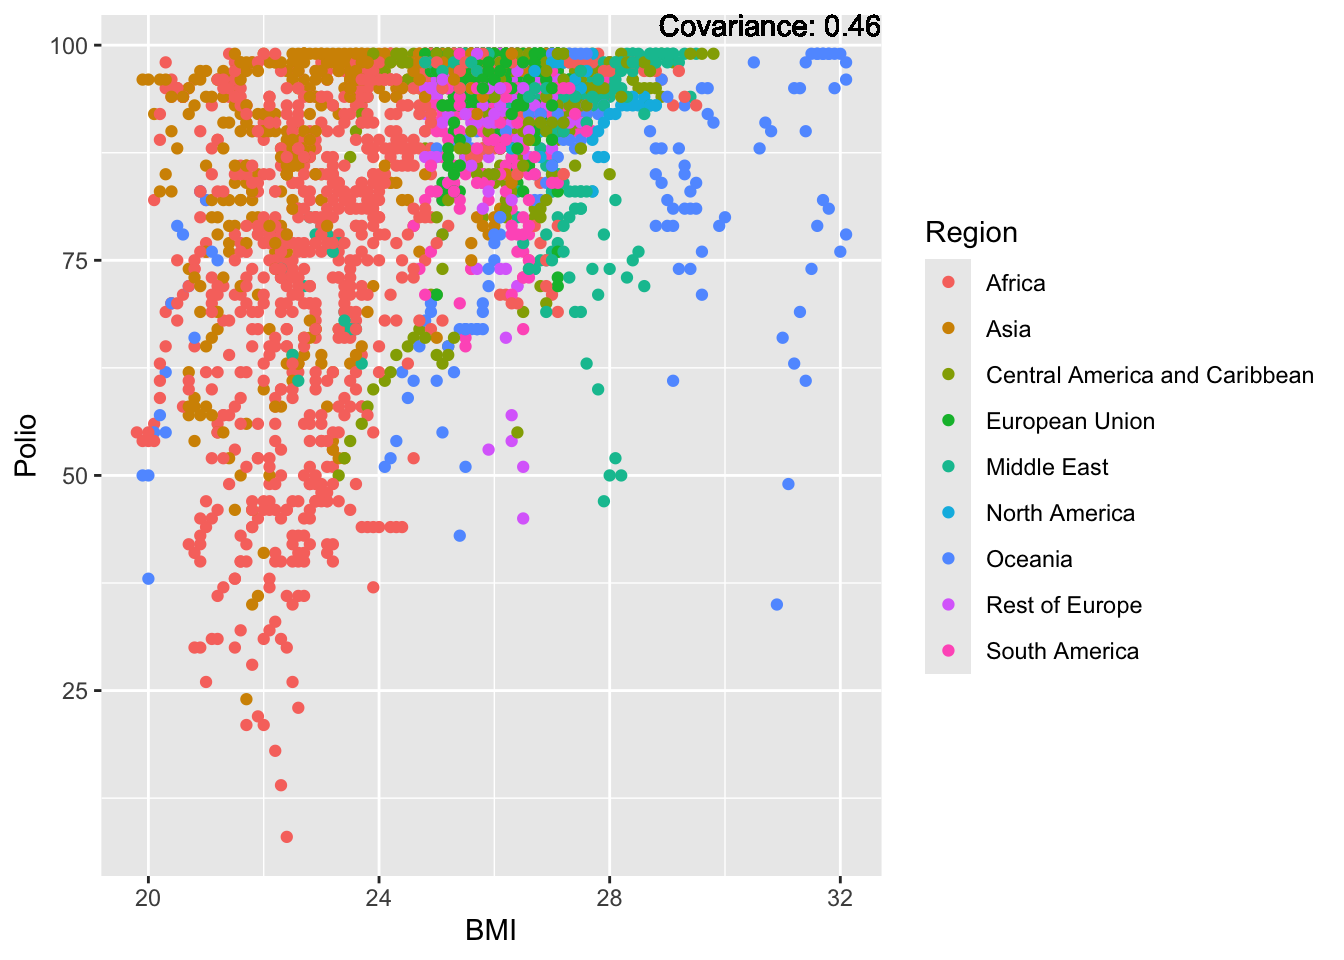 Covariance: 0.46
100
75
50
25
Polio
20 24 28 32
BMI
Region
Africa
Asia
Central America and Caribbean
European Union
Middle East
North America
Oceania
Rest of Europe
South America